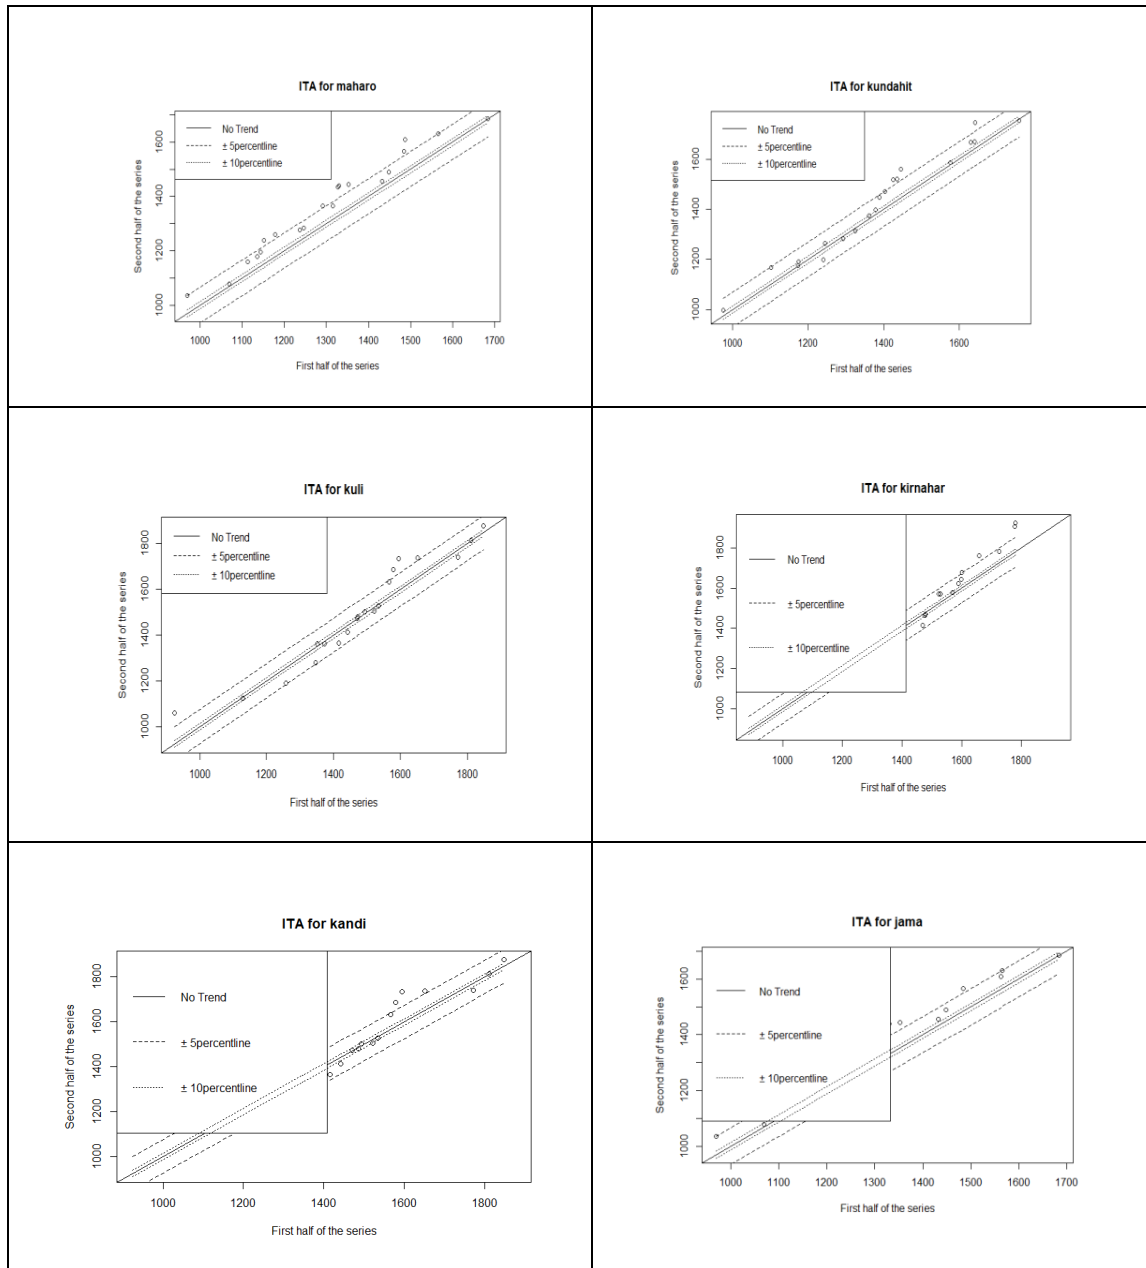 ITA for maharo
No Trend
± 5percentline
± 10percentline
Second half of the series
1000 1200 1400 1600
1000 1100 1200 1300 1400 1500 1600 1700
First half of the series
ITA for kundahit
No Trend
± 5percentline
± 10percentline
Second half of the series
1000 1200 1400 1600
1000 1200 1400 1600
First half of the series
ITA for kuli
No Trend
± 5percentline
± 10percentline
Second half of the series
1000 1200 1400 1600 1800
1000 1200 1400 1600 1800
First half of the series
ITA for kirnahar
No Trend
± 5percentline
± 10percentline
Second half of the series
1000 1200 1400 1600 1800
1000 1200 1400 1600 1800
First half of the series
ITA for kandi
No Trend
± 5percentline
± 10percentline
Second half of the series
1000 1200 1400 1600 1800
1000 1200 1400 1600 1800
First half of the series
ITA for jama
No Trend
± 5percentline
± 10percentline
Second half of the series
1000 1200 1400 1600
1000 1100 1200 1300 1400 1500 1600 1700
First half of the series